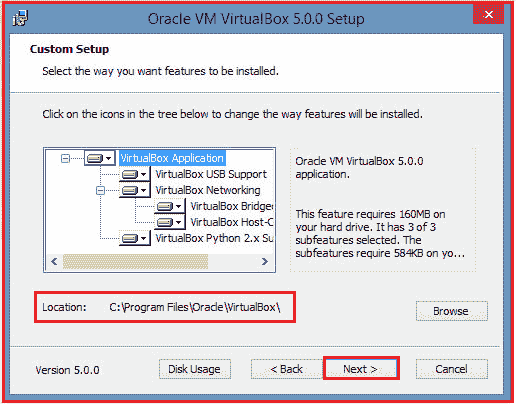 Oracle VM VirtualBox 5.0.0 Setup
Custom Setup
Select the way you want features to be installed.
Click on the icons in the tree below to change the way features will be installed.
VirtualBox Application
VirtualBox USB Support
VirtualBox Networking
VirtualBox Bridge
VirtualBox Host-C
VirtualBox Python 2.x Su
Oracle VM VirtualBox 5.0.0
application.
This feature requires 160MB on
your hard drive. It has 3 of 3
subfeatures selected. The
subfeatures require 584KB on yo...
Location: C:\Program Files\Oracle\VirtualBox\
Browse
Version 5.0.0 Disk Usage < Back Next > Cancel